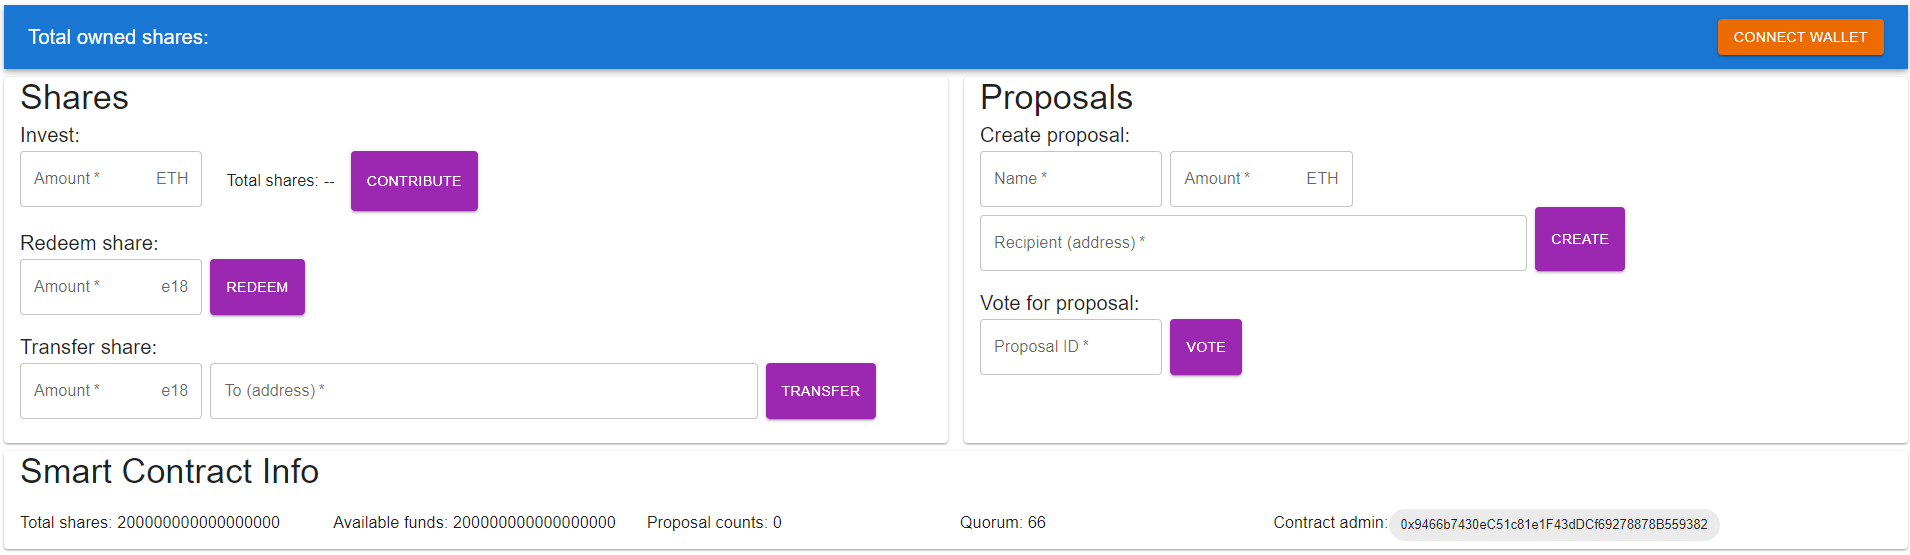 Total owned shares:
CONNECT WALLET
Shares
Invest:
Amount * ETH
Total shares: --
CONTRIBUTE
Redeem share:
Amount * e18
REDEEM
Transfer share:
Amount * e18
To (address) *
TRANSFER
Proposals
Create proposal:
Name *
Amount * ETH
Recipient (address) *
CREATE
Vote for proposal:
Proposal ID *
VOTE
Smart Contract Info
Total shares: 200000000000000000
Available funds: 200000000000000000
Proposal counts: 0
Quorum: 66
Contract admin: 0x9466b7430eC51c81e1F43dDCf69278878B559382